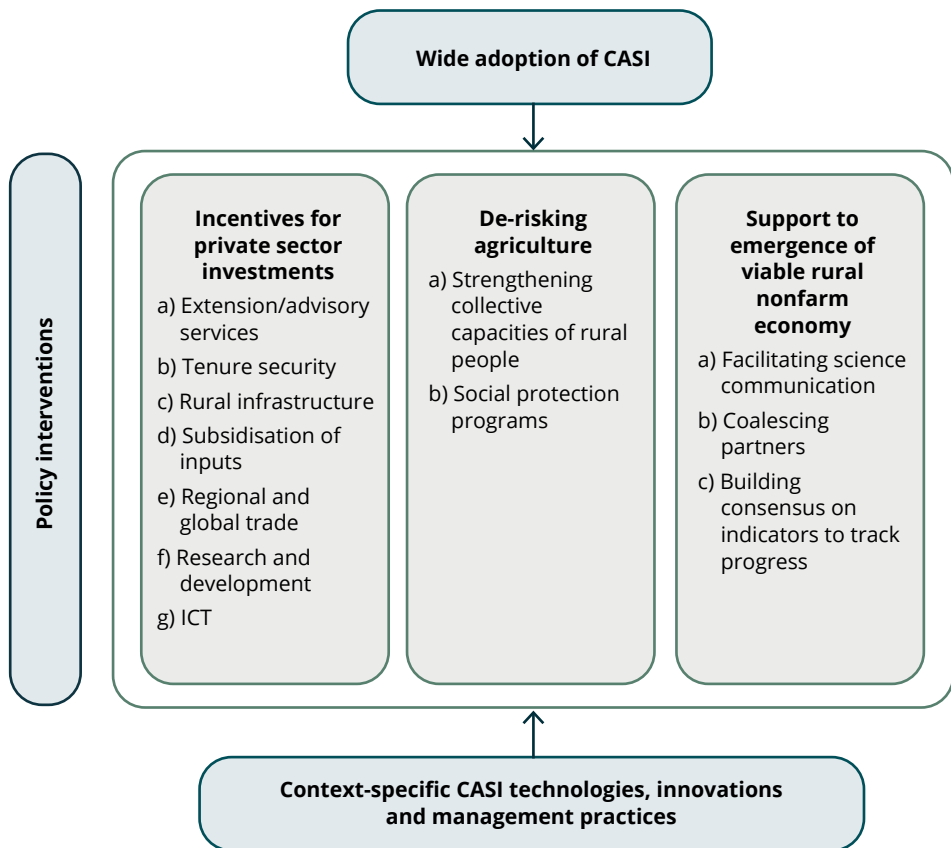 Wide adoption of CASI
Policy interventions
Incentives for
private sector
investments
a) Extension/advisory
services
b) Tenure security
c) Rural infrastructure
d) Subsidisation of
inputs
e) Regional and
global trade
f) Research and
development
g) ICT
De-risking
agriculture
a) Strengthening
collective
capacities of rural
people
b) Social protection
programs
Support to
emergence of
viable rural
nonfarm
economy
a) Facilitating science
communication
b) Coalescing
partners
c) Building
consensus on
indicators to track
progress
Context-specific CASI technologies, innovations
and management practices